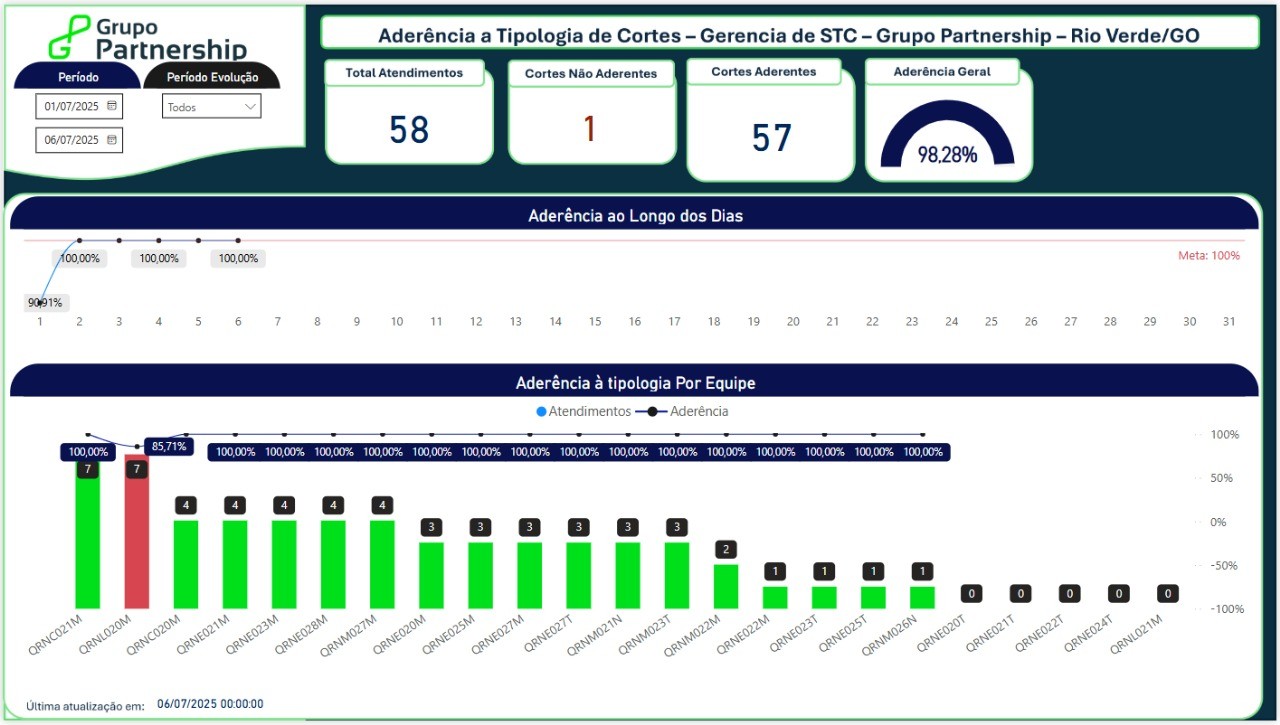 Grupo
Partnership
Aderência a Tipologia de Cortes – Gerencia de STC – Grupo Partnership – Rio Verde/GO
Período
Período Evolução
01/07/2025
Todos
06/07/2025
Total Atendimentos
Cortes Não Aderentes
Cortes Aderentes
Aderência Geral
58
1
57
98,28%
Aderência ao Longo dos Dias
100,00% 100,00% 100,00%
Meta: 100%
90,91%
1 2 3 4 5 6 7 8 9 10 11 12 13 14 15 16 17 18 19 20 21 22 23 24 25 26 27 28 29 30 31
Aderência à tipologia Por Equipe
Atendimentos Aderência
100%
100,00% 85,71% 100,00% 100,00% 100,00% 100,00% 100,00% 100,00% 100,00% 100,00% 100,00% 100,00% 100,00% 100,00% 100,00% 100,00% 100,00%
50%
0%
-50%
-100%
7 7 4 4 4 4 4 3 3 3 3 3 3 2 1 1 1 1 0 0 0 0 0
QRNC021M QRNL020M QRNC020M QRNE021M QRNE023M QRNE028M QRNM027M QRNE020M QRNE025M QRNE027M QRNE027T QRNM021N QRNM023T QRNM022M QRNE022M QRNE023T QRNE025T QRNM026N QRNE020T QRNE021T QRNE022T QRNE024T QRNL021M
Última atualização em: 06/07/2025 00:00:00